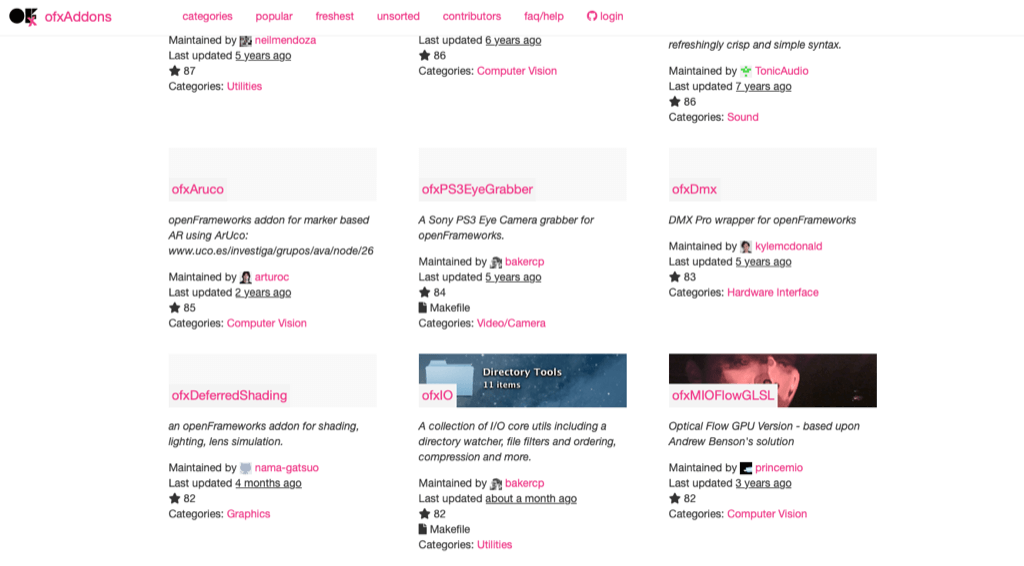 ofxAddons
categories
popular
freshest
unsorted
contributors
faq/help
login
Maintained by neilmendoza
Last updated 5 years ago
87
Categories: Utilities
Last updated 6 years ago
86
Categories: Computer Vision
refreshingly crisp and simple syntax.
Maintained by TonicAudio
Last updated 7 years ago
86
Categories: Sound
ofxAruco
openFrameworks addon for marker based
AR using ArUco:
www.uco.es/investiga/grupos/ava/node/26
Maintained by arturoc
Last updated 2 years ago
85
Categories: Computer Vision
ofxPS3EyeGrabber
A Sony PS3 Eye Camera grabber for
openFrameworks.
Maintained by bakercp
Last updated 5 years ago
84
Makefile
Categories: Video/Camera
ofxDmx
DMX Pro wrapper for openFrameworks
Maintained by kylemcdonald
Last updated 5 years ago
83
Categories: Hardware Interface
ofxDeferredShading
an openFrameworks addon for shading,
lighting, lens simulation.
Maintained by nama-gatsuo
Last updated 4 months ago
82
Categories: Graphics
Directory Tools
11 items
ofxIO
A collection of I/O core utils including a
directory watcher, file filters and ordering,
compression and more.
Maintained by bakercp
Last updated about a month ago
82
Makefile
Categories: Utilities
ofxMIOFlowGLSL
Optical Flow GPU Version - based upon
Andrew Benson's solution
Maintained by princemio
Last updated 3 years ago
82
Categories: Computer Vision